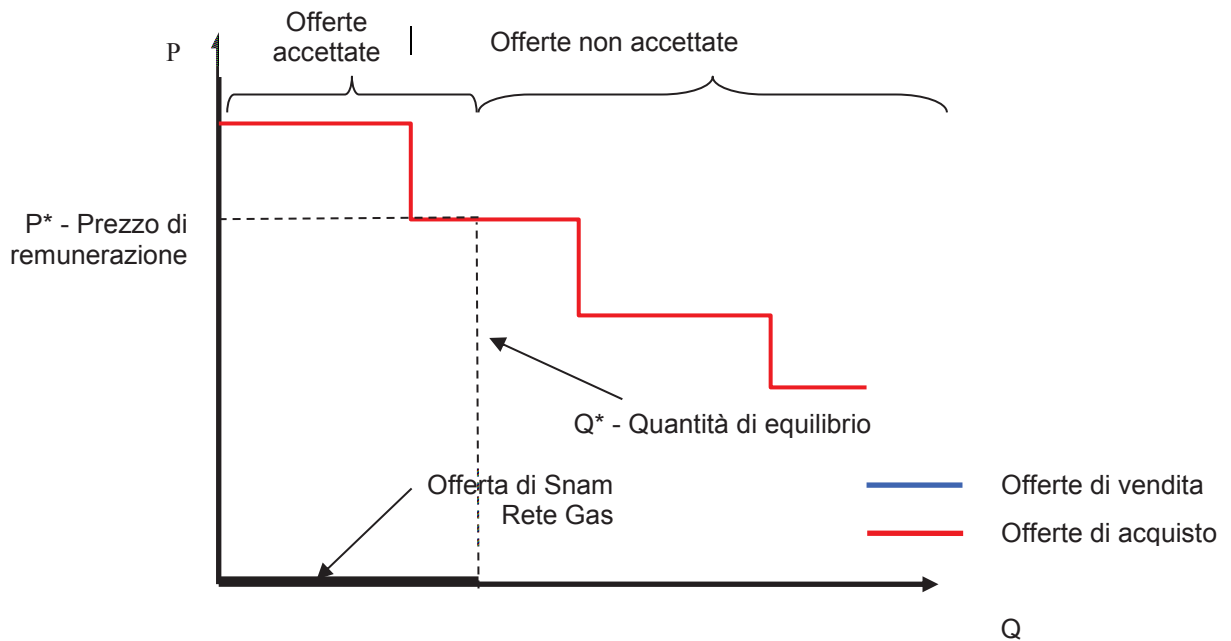 Offerte
accettate
Offerte non accettate
P
P* - Prezzo di
remunerazione
Q* - Quantità di equilibrio
Offerta di Snam
Rete Gas
Offerte di vendita
Offerte di acquisto
Q